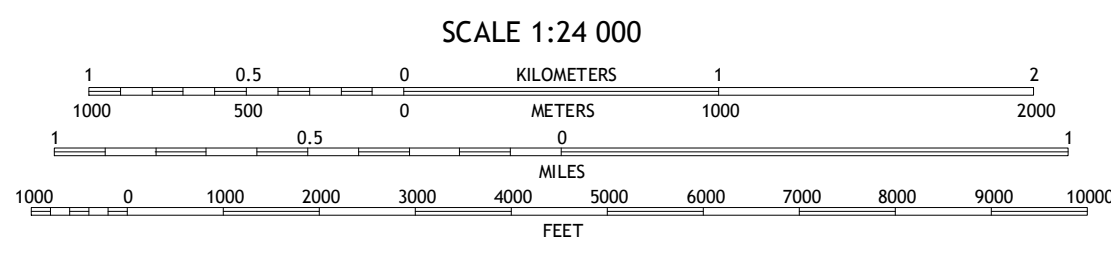 SCALE 1:24 000
1 0.5 0 KILOMETERS 1 2
1000 500 0 METERS 1000 2000
1 0.5 0 1
MILES
1000 0 1000 2000 3000 4000 5000 6000 7000 8000 9000 10000
FEET